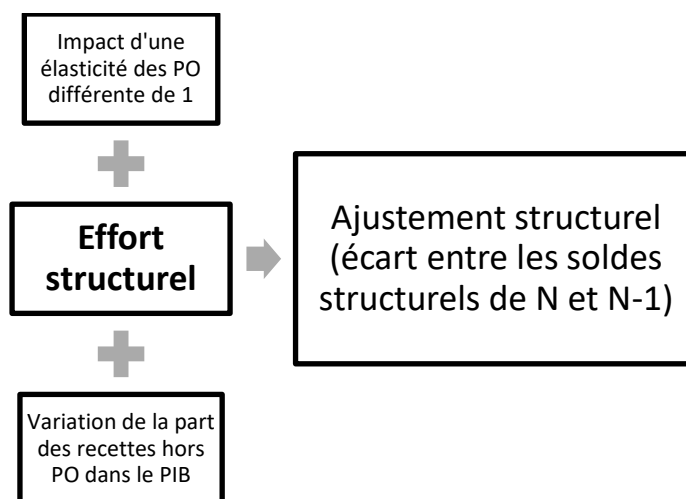 Impact d'une
élasticité des PO
différente de 1
Effort
structurel
Variation de la part
des recettes hors
PO dans le PIB
Ajustement structurel
(écart entre les soldes
structurels de N et N-1)